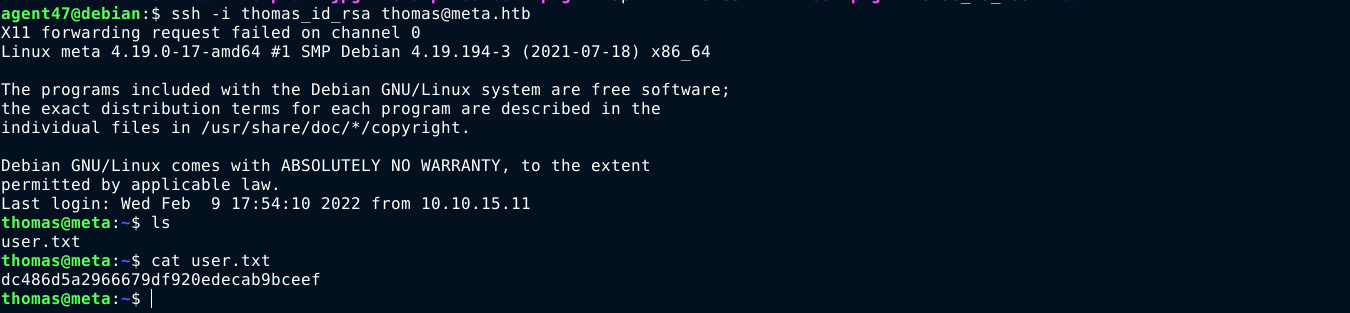 agent47@debian:$ ssh -i thomas_id_rsa thomas@meta.htb
X11 forwarding request failed on channel 0
Linux meta 4.19.0-17-amd64 #1 SMP Debian 4.19.194-3 (2021-07-18) x86_64
The programs included with the Debian GNU/Linux system are free software;
the exact distribution terms for each program are described in the
individual files in /usr/share/doc/*/copyright.
Debian GNU/Linux comes with ABSOLUTELY NO WARRANTY, to the extent
permitted by applicable law.
Last login: Wed Feb  9 17:54:10 2022 from 10.10.15.11
thomas@meta:~$ ls
user.txt
thomas@meta:~$ cat user.txt
dc486d5a2966679df920edecab9bceef
thomas@meta:~$